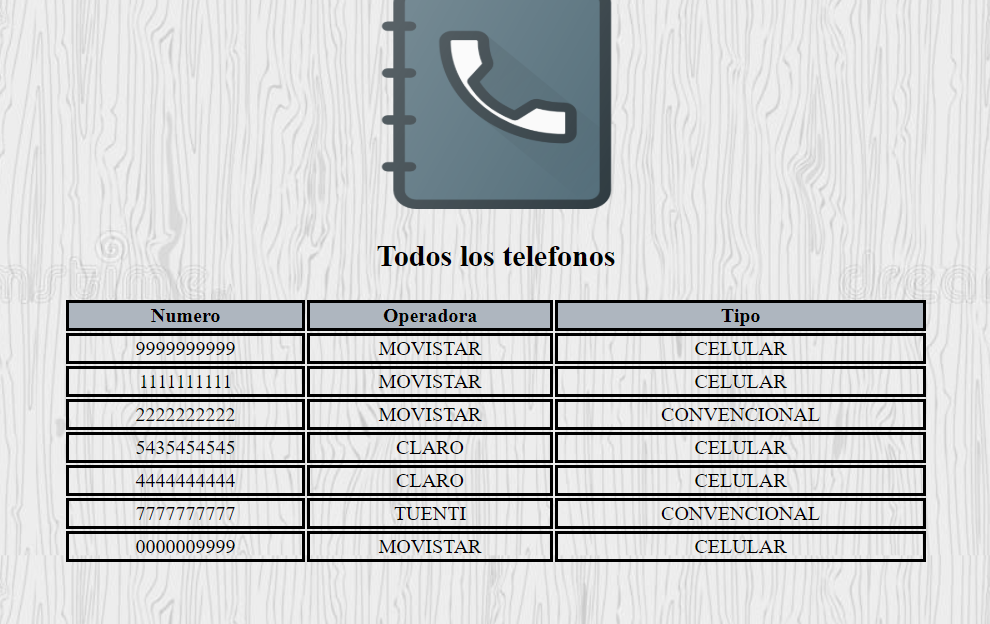 Todos los telefonos
Numero Operadora Tipo
9999999999 MOVISTAR CELULAR
1111111111 MOVISTAR CELULAR
2222222222 MOVISTAR CONVENCIONAL
5435454545 CLARO CELULAR
4444444444 CLARO CELULAR
7777777777 TUENTI CONVENCIONAL
0000009999 MOVISTAR CELULAR